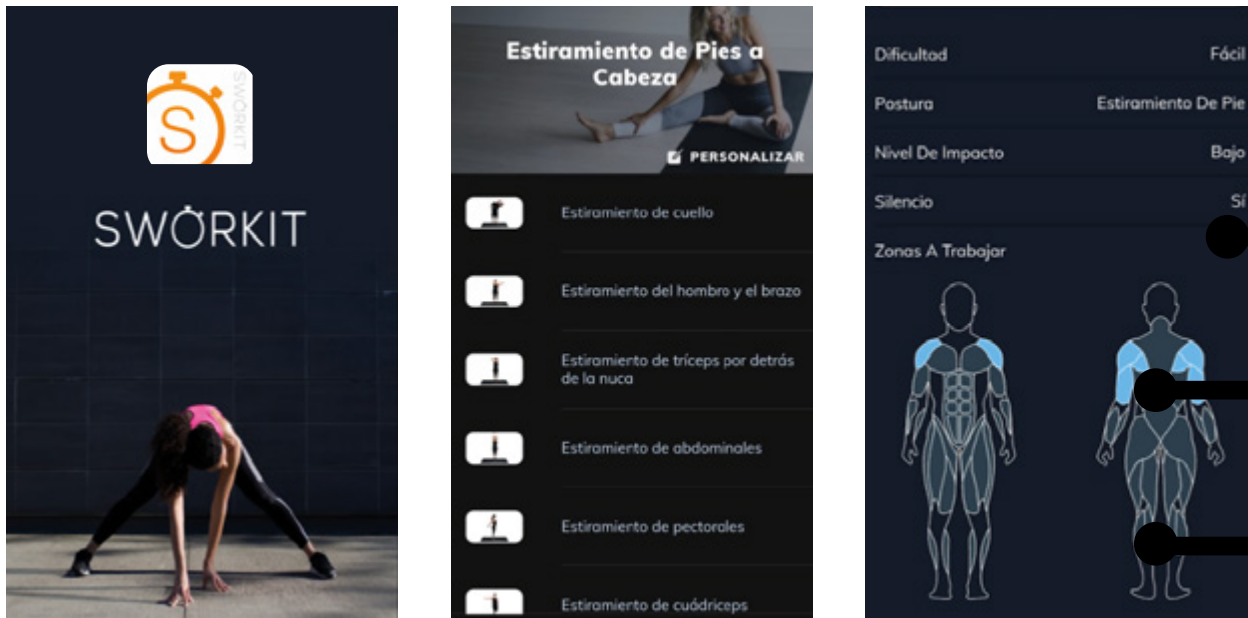 S
SWORKIT
SWORKIT
Estiramiento de Pies a
Cabeza
PERSONALIZAR
Estiramiento de cuello
Estiramiento del hombro y el brazo
Estiramiento de tríceps por detrás
de la nuca
Estiramiento de abdominales
Estiramiento de pectorales
Estiramiento de cuádriceps
Dificultad Fácil
Postura Estiramiento De Pie
Nivel De Impacto Bajo
Silencio Sí
Zonas A Trabajar